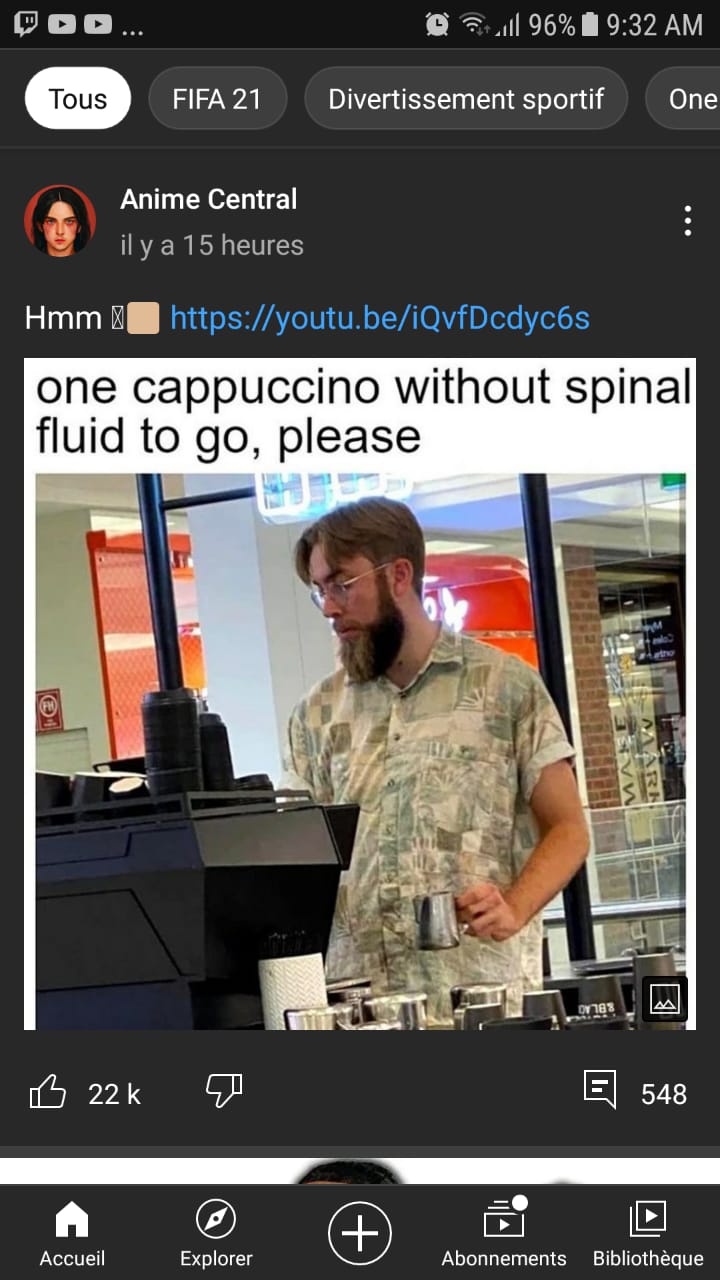 ... 96% 9:32 AM
Tous FIFA 21 Divertissement sportif One
Anime Central
il y a 15 heures
Hmm https://youtu.be/iQvfDcdyc6s
one cappuccino without spinal
fluid to go, please
FH
22 k 548
Accueil Explorer Abonnements Bibliothèque